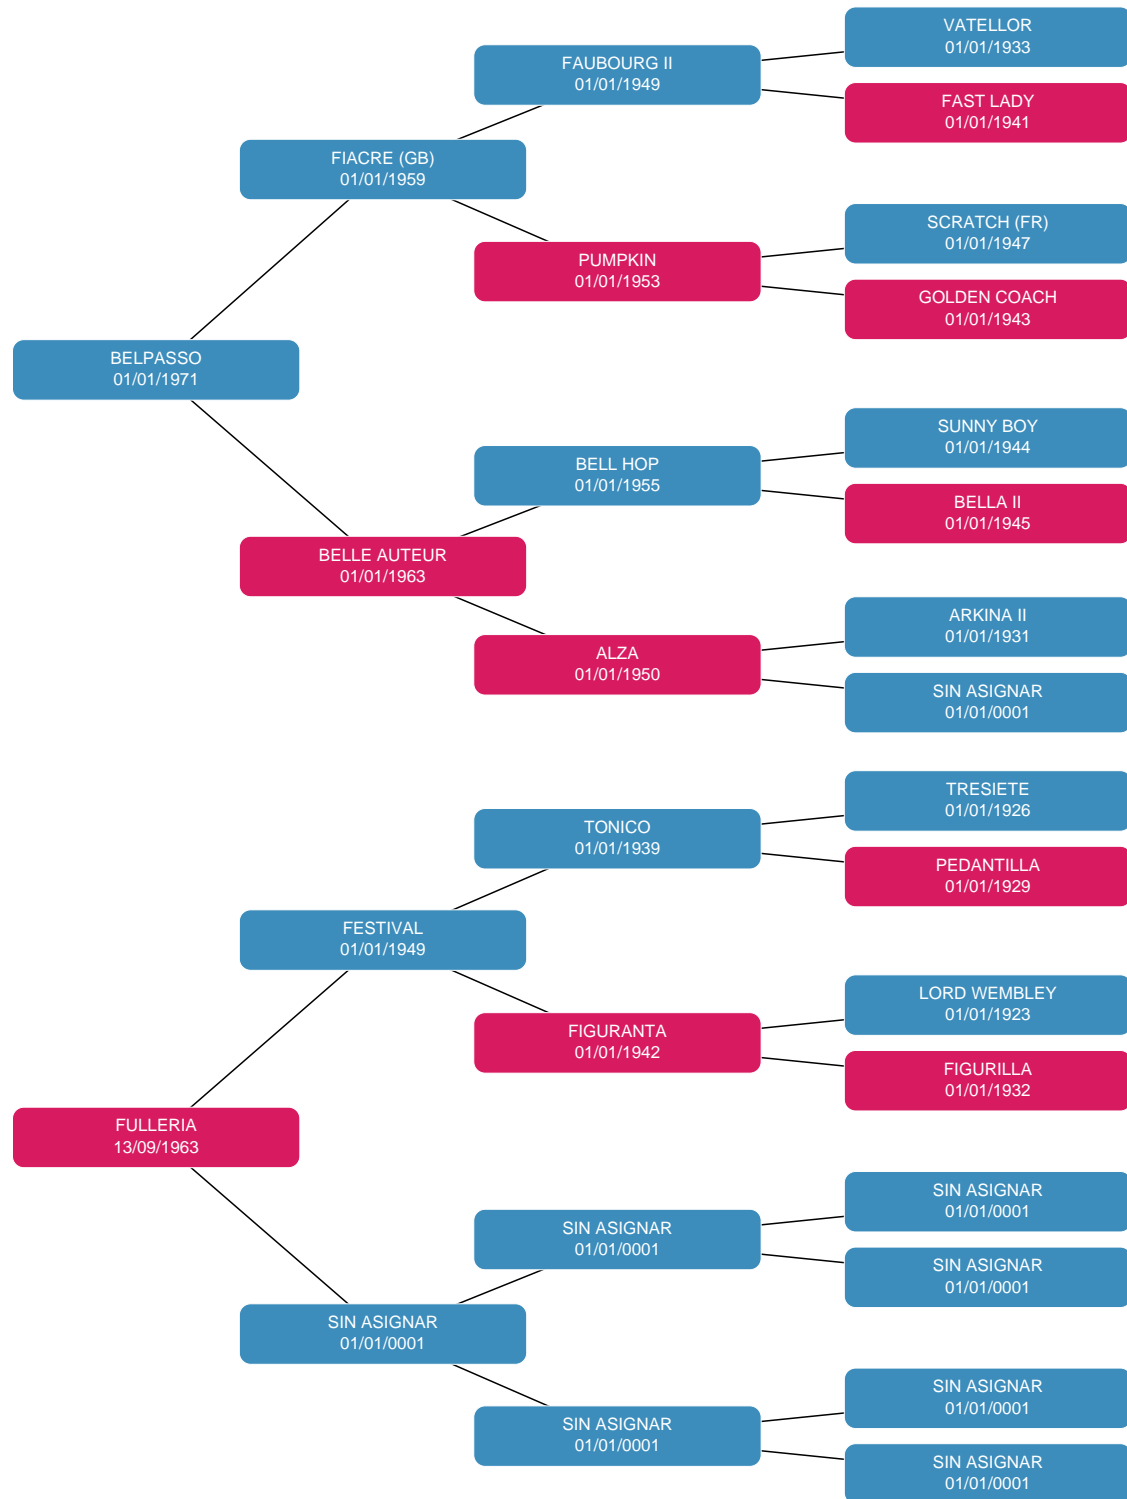 VATELLOR
01/01/1933
FAUBOURG II
01/01/1949
FAST LADY
01/01/1941
FIACRE (GB)
01/01/1959
SCRATCH (FR)
01/01/1947
PUMPKIN
01/01/1953
GOLDEN COACH
01/01/1943
BELPASSO
01/01/1971
SUNNY BOY
01/01/1944
BELL HOP
01/01/1955
BELLA II
01/01/1945
BELLE AUTEUR
01/01/1963
ARKINA II
01/01/1931
ALZA
01/01/1950
SIN ASIGNAR
01/01/0001
TRESIETE
01/01/1926
TONICO
01/01/1939
PEDANTILLA
01/01/1929
FESTIVAL
01/01/1949
LORD WEMBLEY
01/01/1923
FIGURANTA
01/01/1942
FIGURILLA
01/01/1932
FULLERIA
13/09/1963
SIN ASIGNAR
01/01/0001
SIN ASIGNAR
01/01/0001
SIN ASIGNAR
01/01/0001
SIN ASIGNAR
01/01/0001
SIN ASIGNAR
01/01/0001
SIN ASIGNAR
01/01/0001
SIN ASIGNAR
01/01/0001